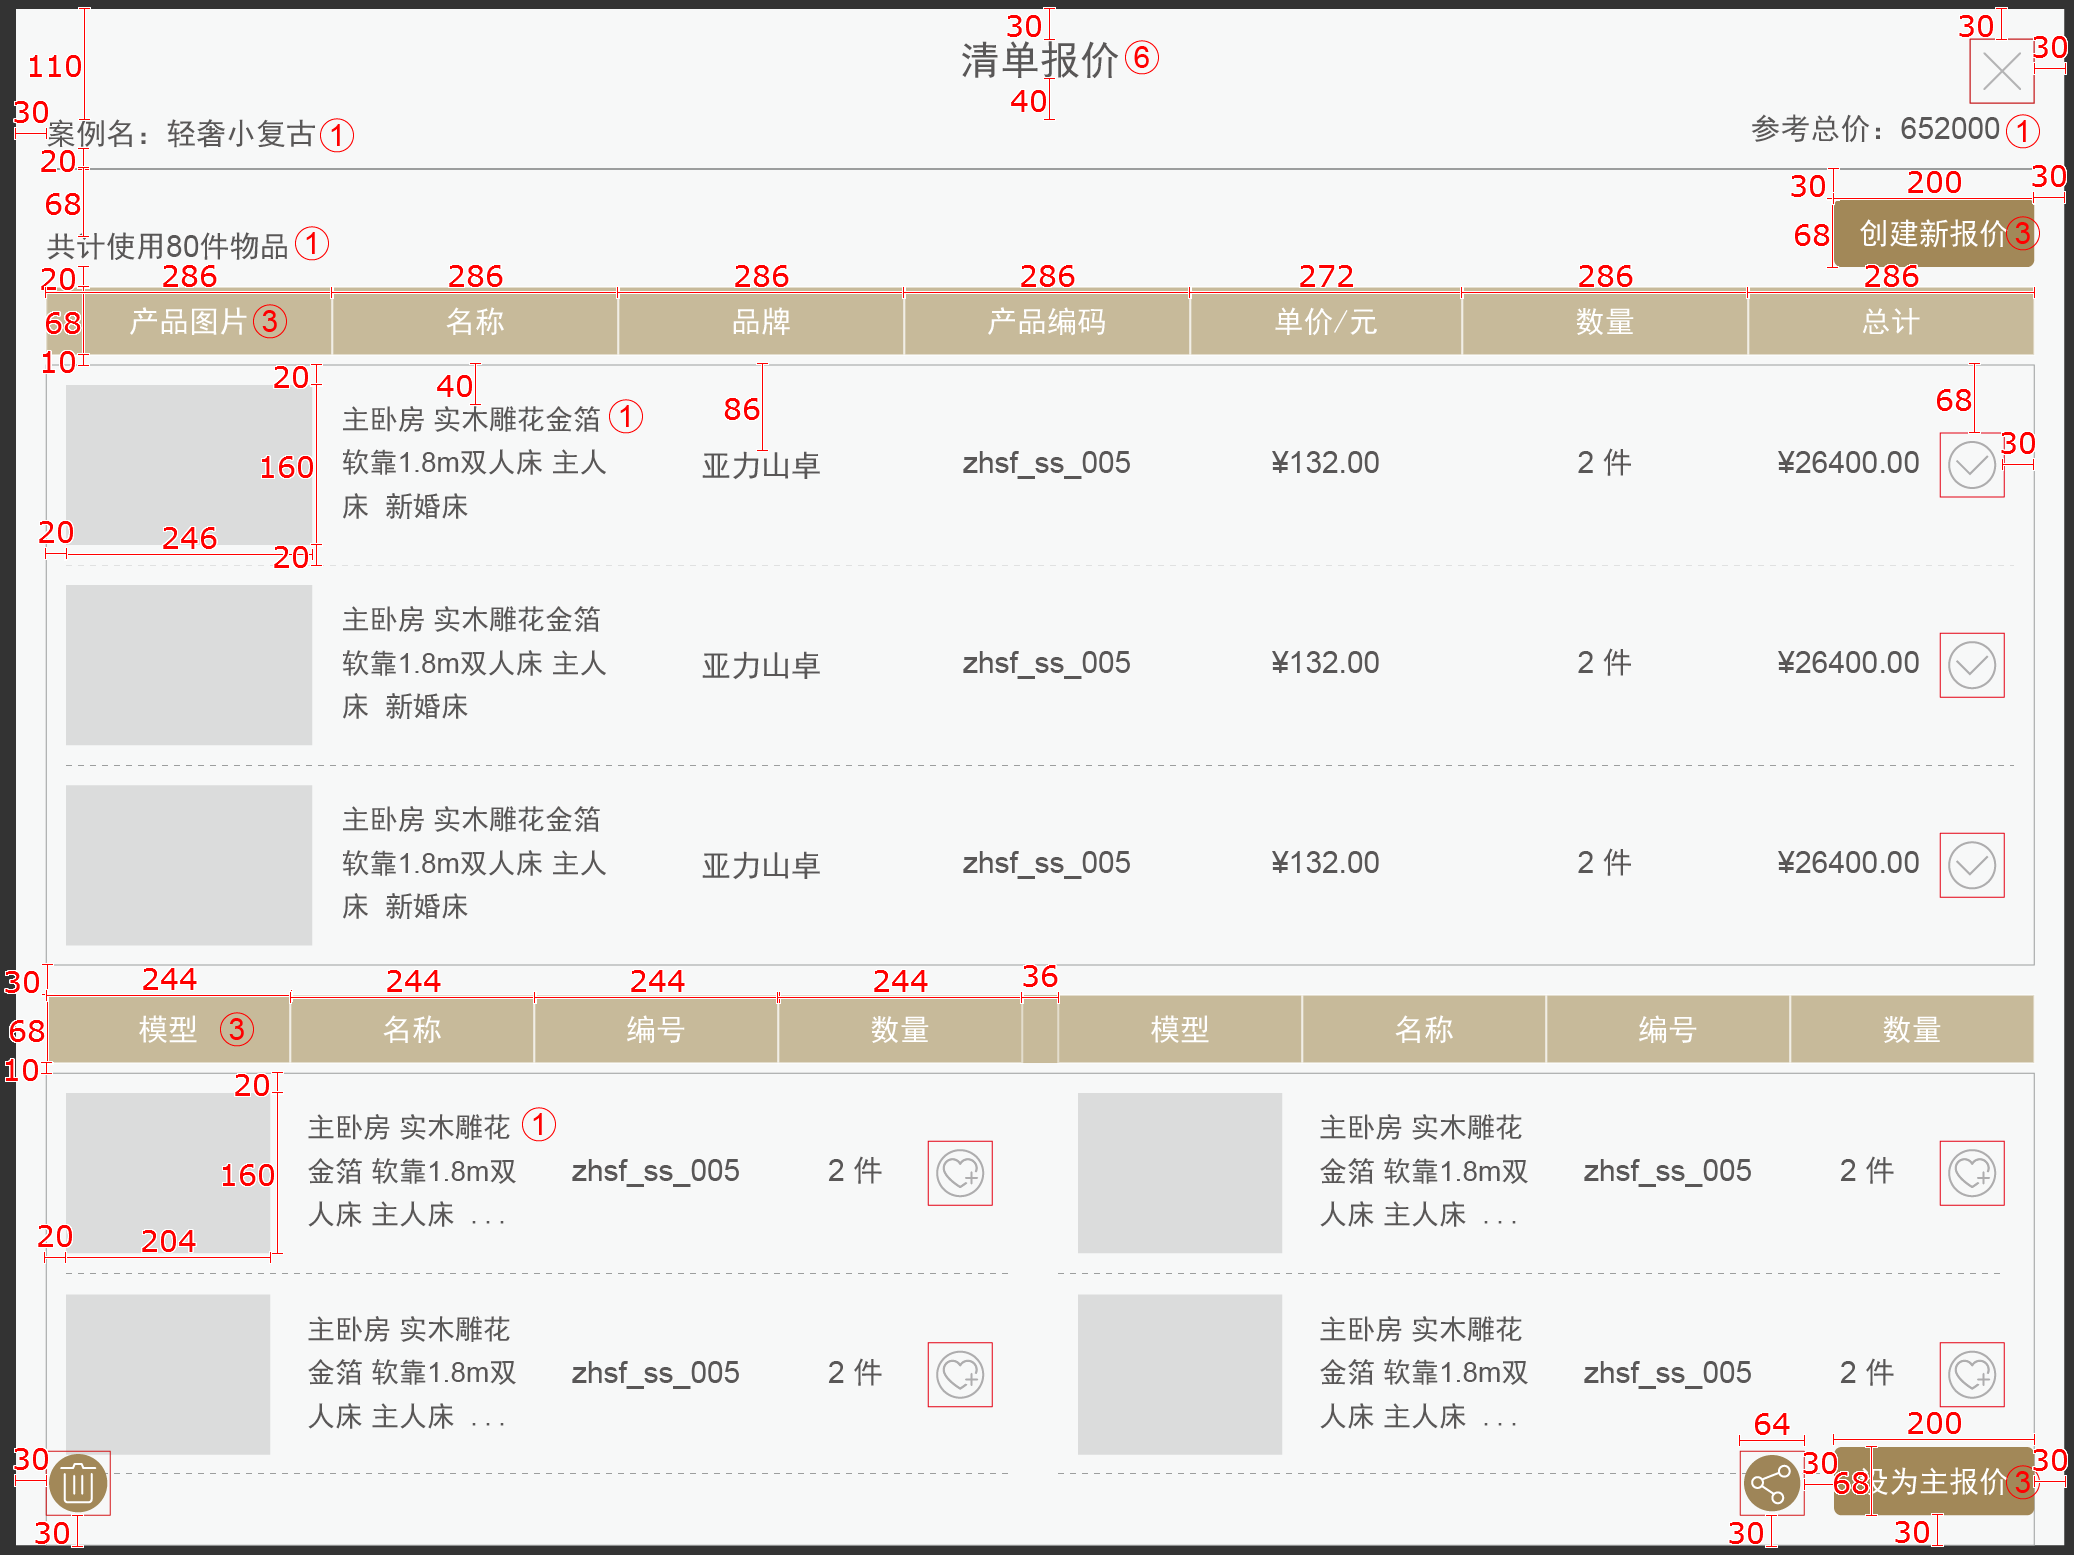 30
30
清单报价⑥
30
110
40
30
案例名：轻奢小复古①
参考总价：652000①
20
68
30
200
30
共计使用80件物品①
68
创建新报价③
20
286
286
286
286
272
286
286
68
产品图片③
名称
品牌
产品编码
单价/元
数量
总计
10
20
40
86
68
主卧房 实木雕花金箔①
软靠1.8m双人床 主人
床 新婚床
160
亚力山卓
zhsf_ss_005
¥132.00
2 件
¥26400.00
30
20
246
20
主卧房 实木雕花金箔
软靠1.8m双人床 主人
床 新婚床
亚力山卓
zhsf_ss_005
¥132.00
2 件
¥26400.00
主卧房 实木雕花金箔
软靠1.8m双人床 主人
床 新婚床
亚力山卓
zhsf_ss_005
¥132.00
2 件
¥26400.00
30
244
244
244
244
36
68
模型③
名称
编号
数量
模型
名称
编号
数量
10
20
主卧房 实木雕花①
金箔 软靠1.8m双
人床 主人床 ...
160
zhsf_ss_005
2 件
主卧房 实木雕花
金箔 软靠1.8m双
人床 主人床 ...
zhsf_ss_005
2 件
20
204
主卧房 实木雕花
金箔 软靠1.8m双
人床 主人床 ...
zhsf_ss_005
2 件
主卧房 实木雕花
金箔 软靠1.8m双
人床 主人床 ...
zhsf_ss_005
2 件
30
64
200
30
30
68
设为主报价③
30
30
30